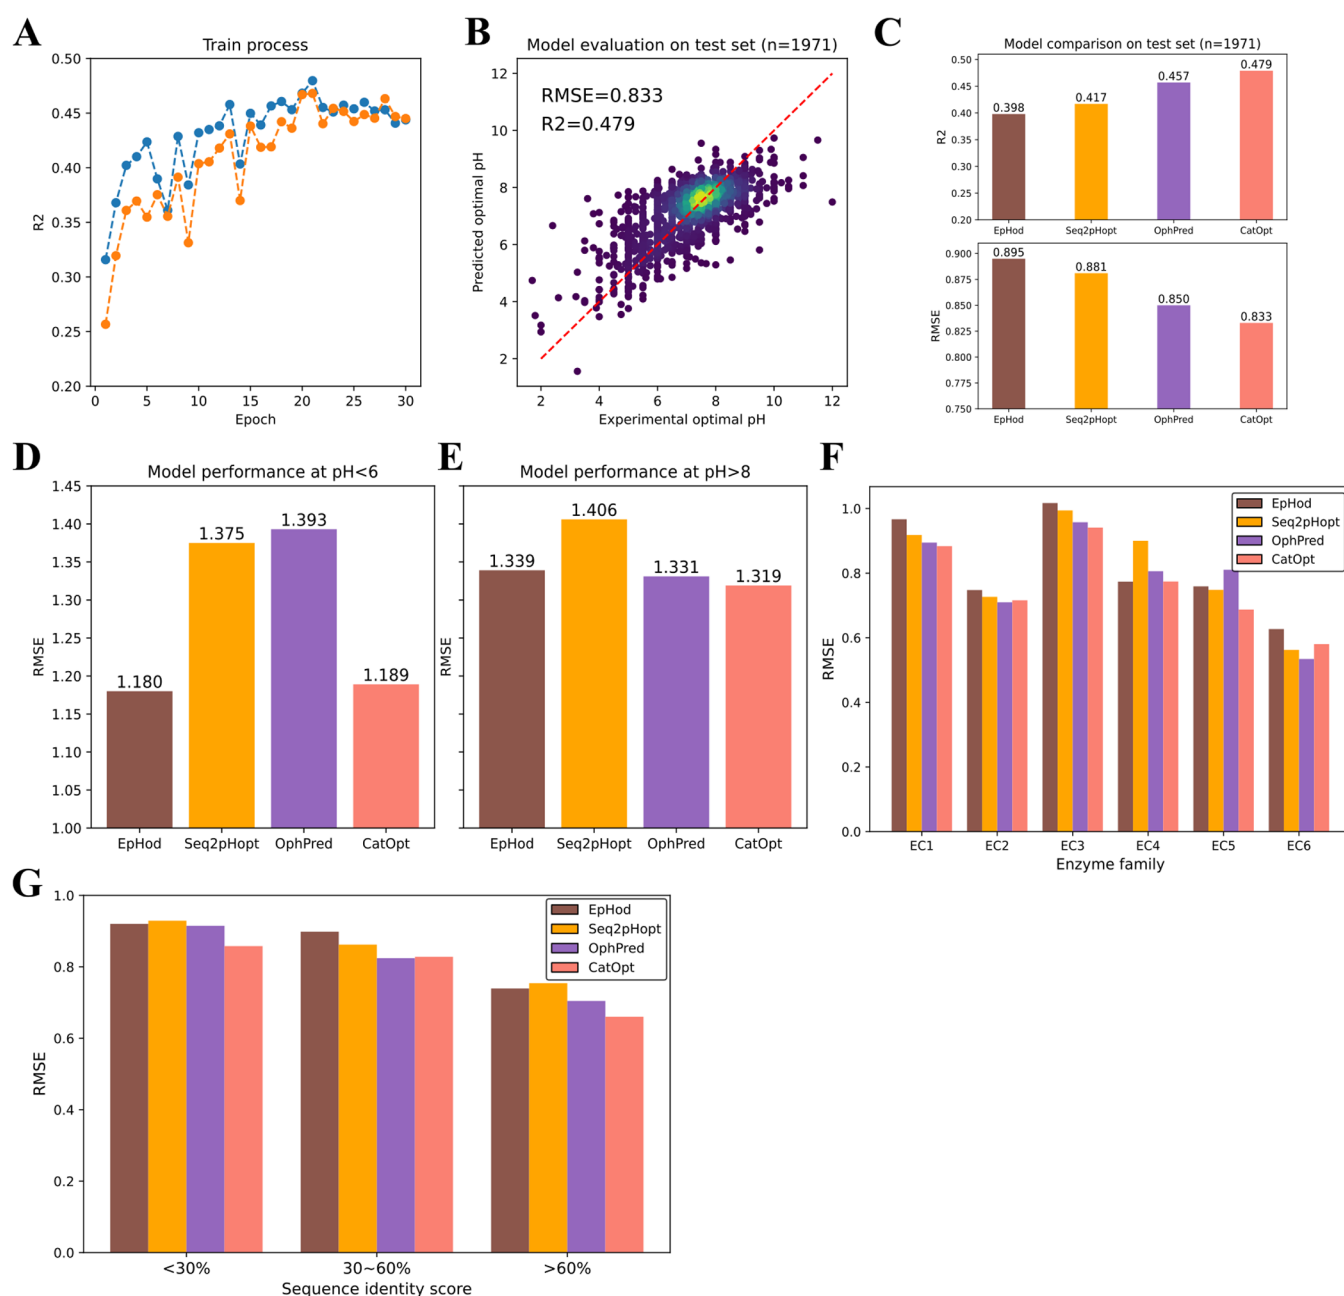 A
Train process
0.50
0.45
0.40
0.35
0.30
0.25
0.20
R2
0 5 10 15 20 25 30
Epoch
B
Model evaluation on test set (n=1971)
RMSE=0.833
R2=0.479
12
10
8
6
4
2
Predicted optimal pH
2 4 6 8 10 12
Experimental optimal pH
C
Model comparison on test set (n=1971)
0.50
0.45
0.40
0.35
0.30
0.25
0.20
R2
0.398 0.417 0.457 0.479
EpHod Seq2pHopt OphPred CatOpt
0.900
0.875
0.850
0.825
0.800
0.775
0.750
RMSE
0.895 0.881 0.850 0.833
EpHod Seq2pHopt OphPred CatOpt
D
Model performance at pH<6
1.45
1.40
1.35
1.30
1.25
1.20
1.15
1.10
1.05
1.00
RMSE
1.180 1.375 1.393 1.189
EpHod Seq2pHopt OphPred CatOpt
E
Model performance at pH>8
RMSE
1.339 1.406 1.331 1.319
EpHod Seq2pHopt OphPred CatOpt
F
1.0
0.8
0.6
0.4
0.2
0.0
RMSE
EpHod
Seq2pHopt
OphPred
CatOpt
EC1 EC2 EC3 EC4 EC5 EC6
Enzyme family
G
1.0
0.8
0.6
0.4
0.2
0.0
RMSE
EpHod
Seq2pHopt
OphPred
CatOpt
<30% 30~60% >60%
Sequence identity score